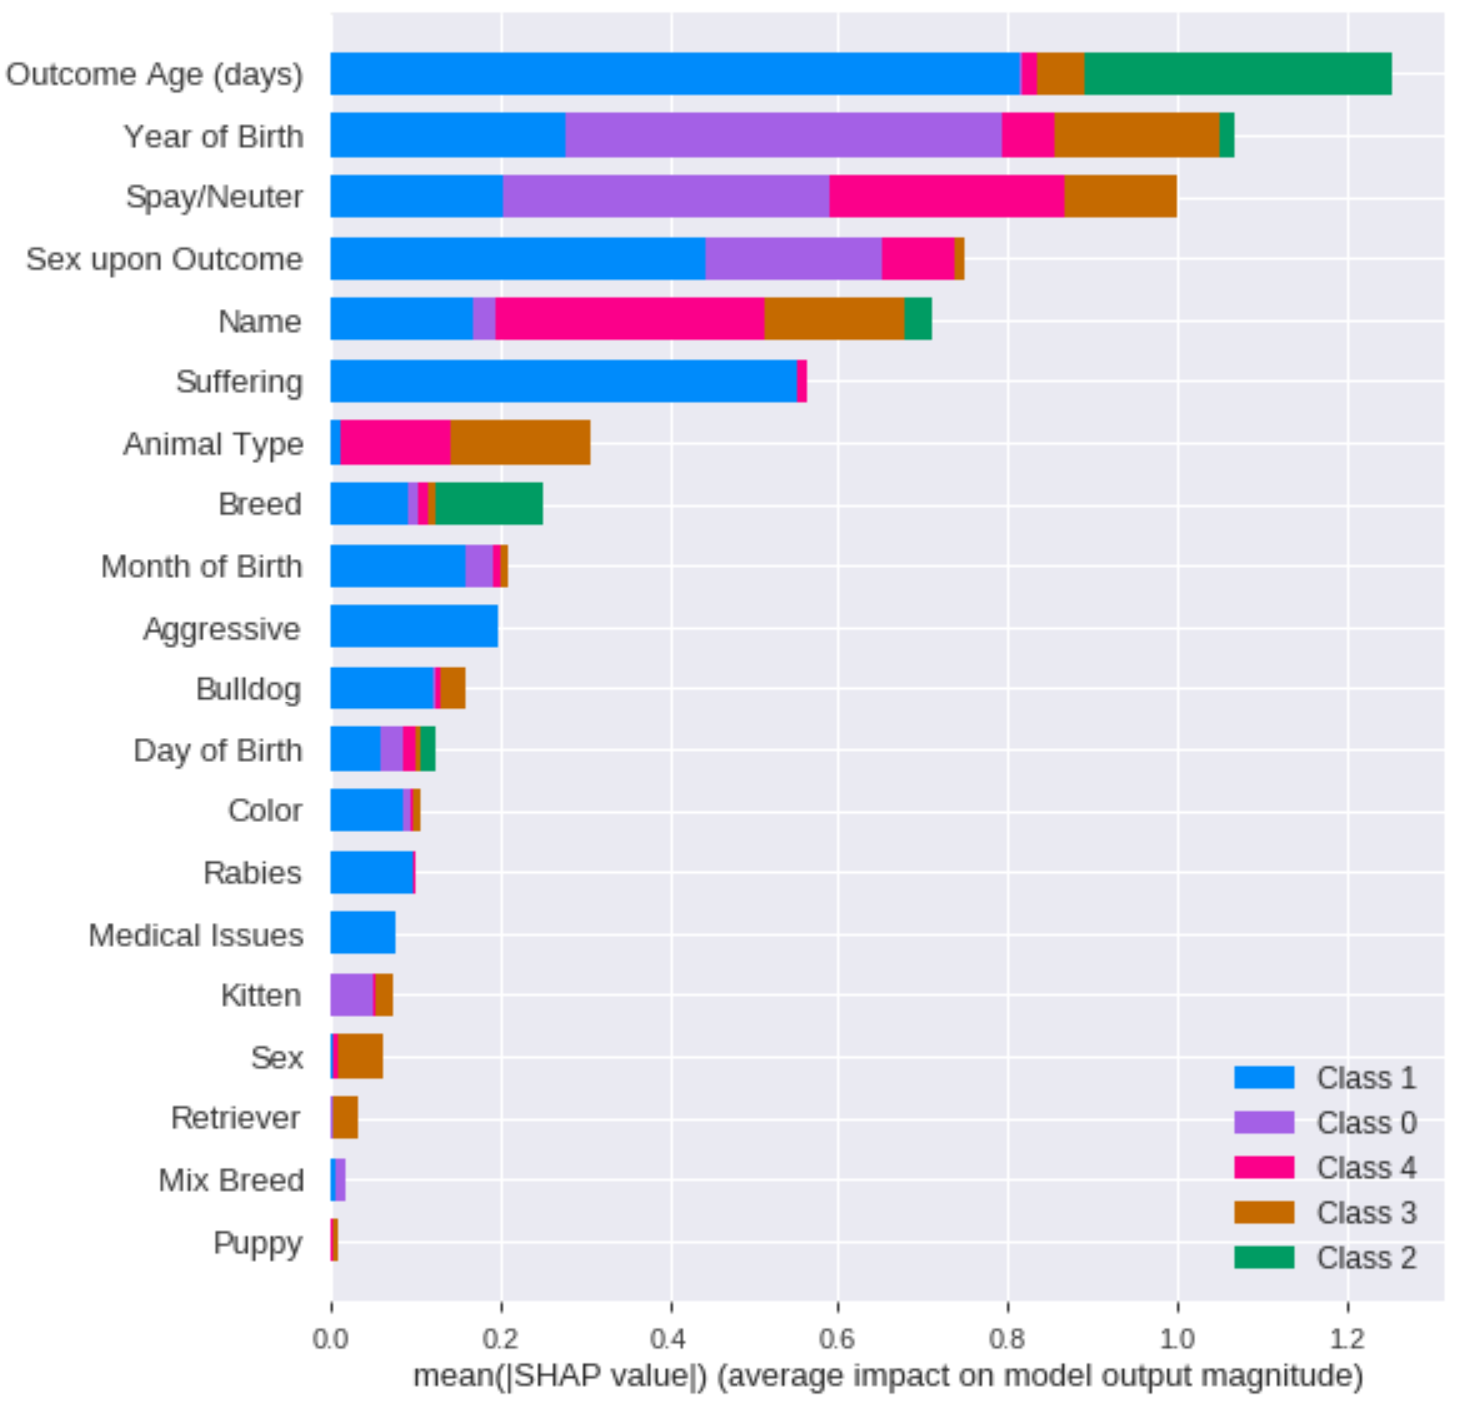 Outcome Age (days)
Year of Birth
Spay/Neuter
Sex upon Outcome
Name
Suffering
Animal Type
Breed
Month of Birth
Aggressive
Bulldog
Day of Birth
Color
Rabies
Medical Issues
Kitten
Sex
Retriever
Mix Breed
Puppy
Class 1
Class 0
Class 4
Class 3
Class 2
0.0 0.2 0.4 0.6 0.8 1.0 1.2
mean(|SHAP value|) (average impact on model output magnitude)